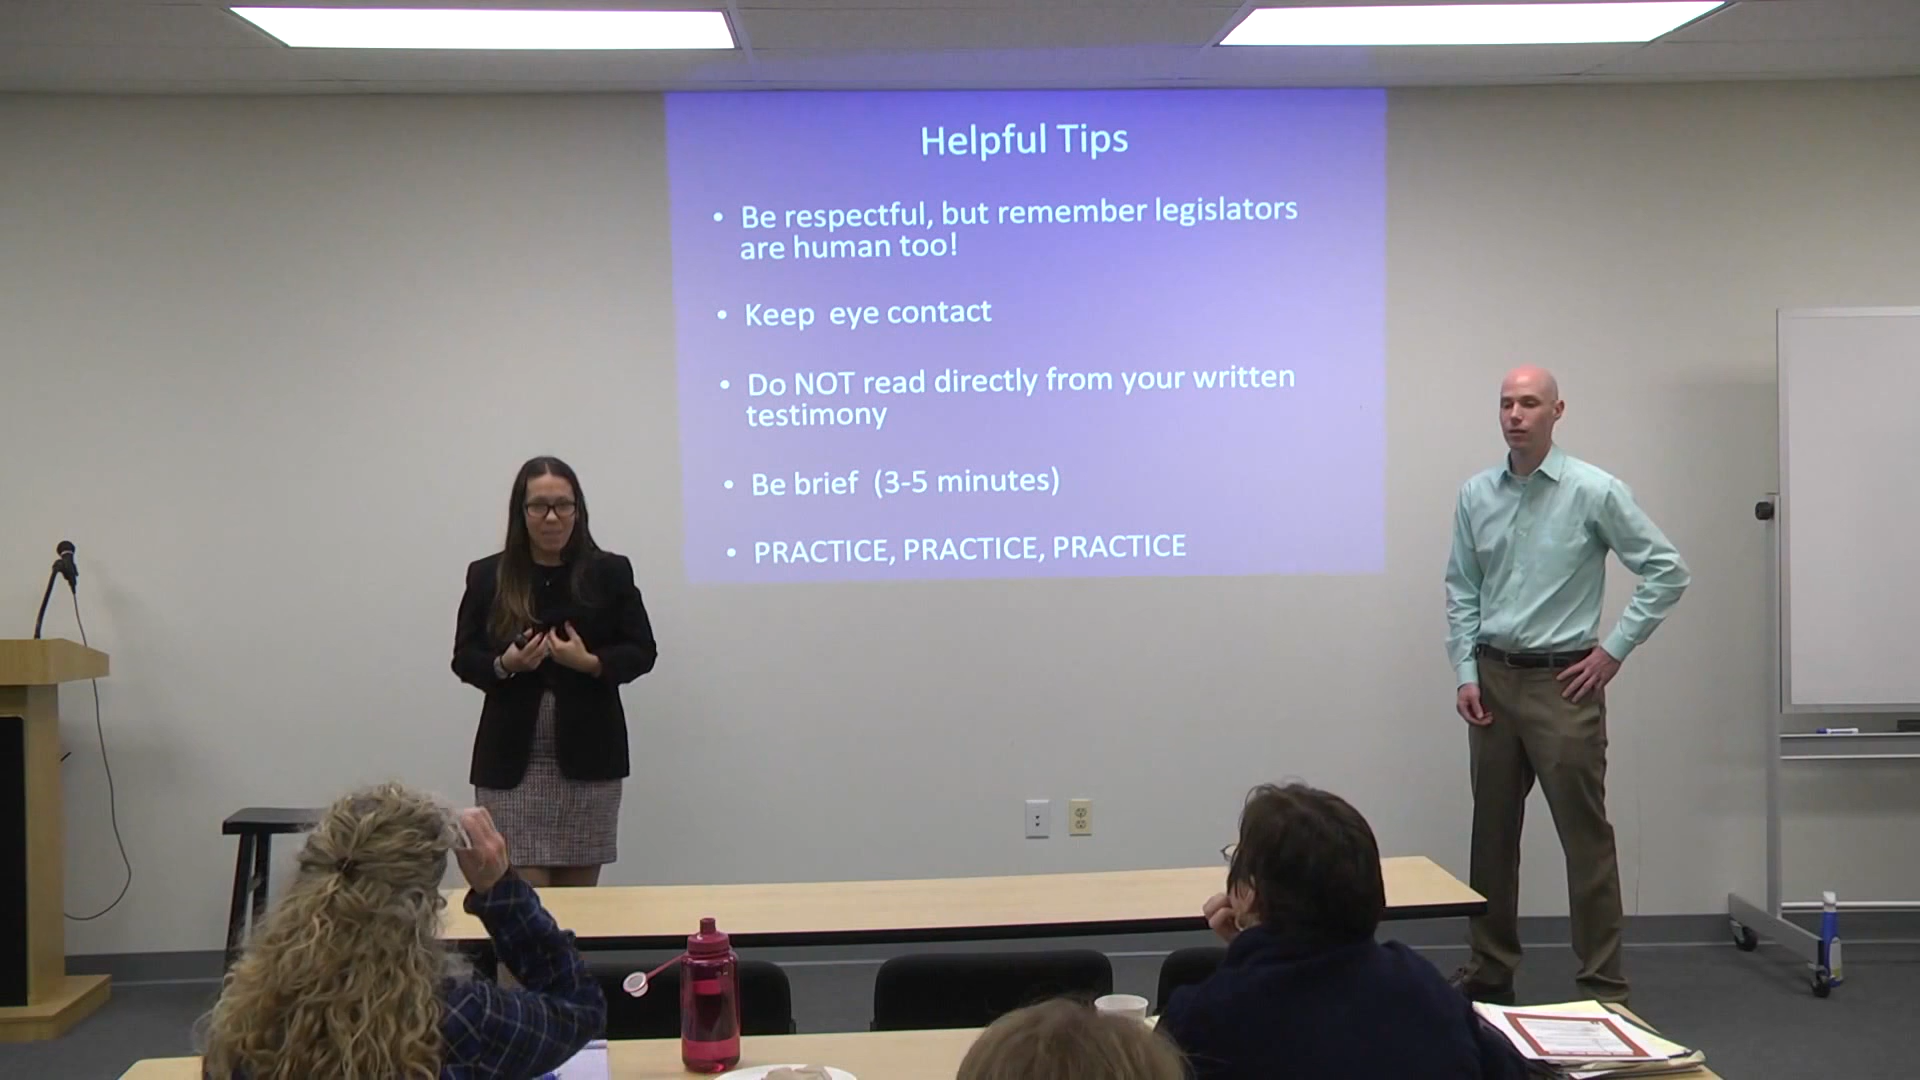 Helpful Tips
• Be respectful, but remember legislators
are human too!
• Keep  eye contact
• Do NOT read directly from your written
testimony
• Be brief  (3-5 minutes)
• PRACTICE, PRACTICE, PRACTICE